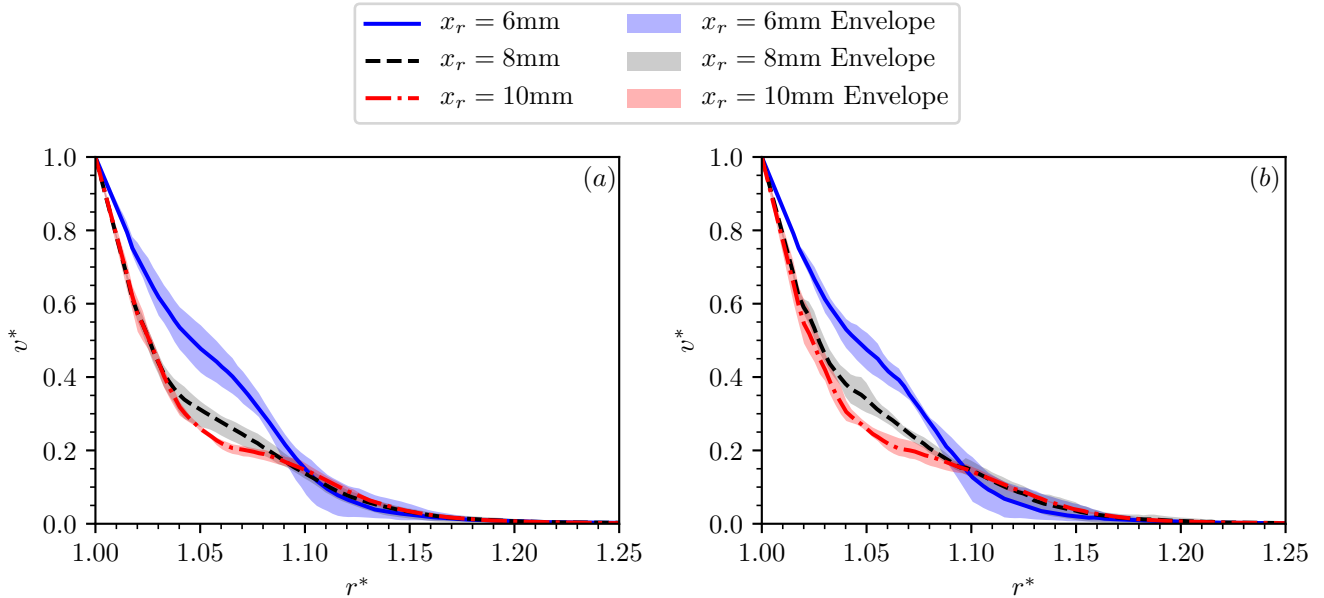 x_r = 6mm
x_r = 8mm
x_r = 10mm
x_r = 6mm Envelope
x_r = 8mm Envelope
x_r = 10mm Envelope
(a)
1.0
0.8
0.6
0.4
0.2
0.0
v*
1.00 1.05 1.10 1.15 1.20 1.25
r*
(b)
1.0
0.8
0.6
0.4
0.2
0.0
v*
1.00 1.05 1.10 1.15 1.20 1.25
r*